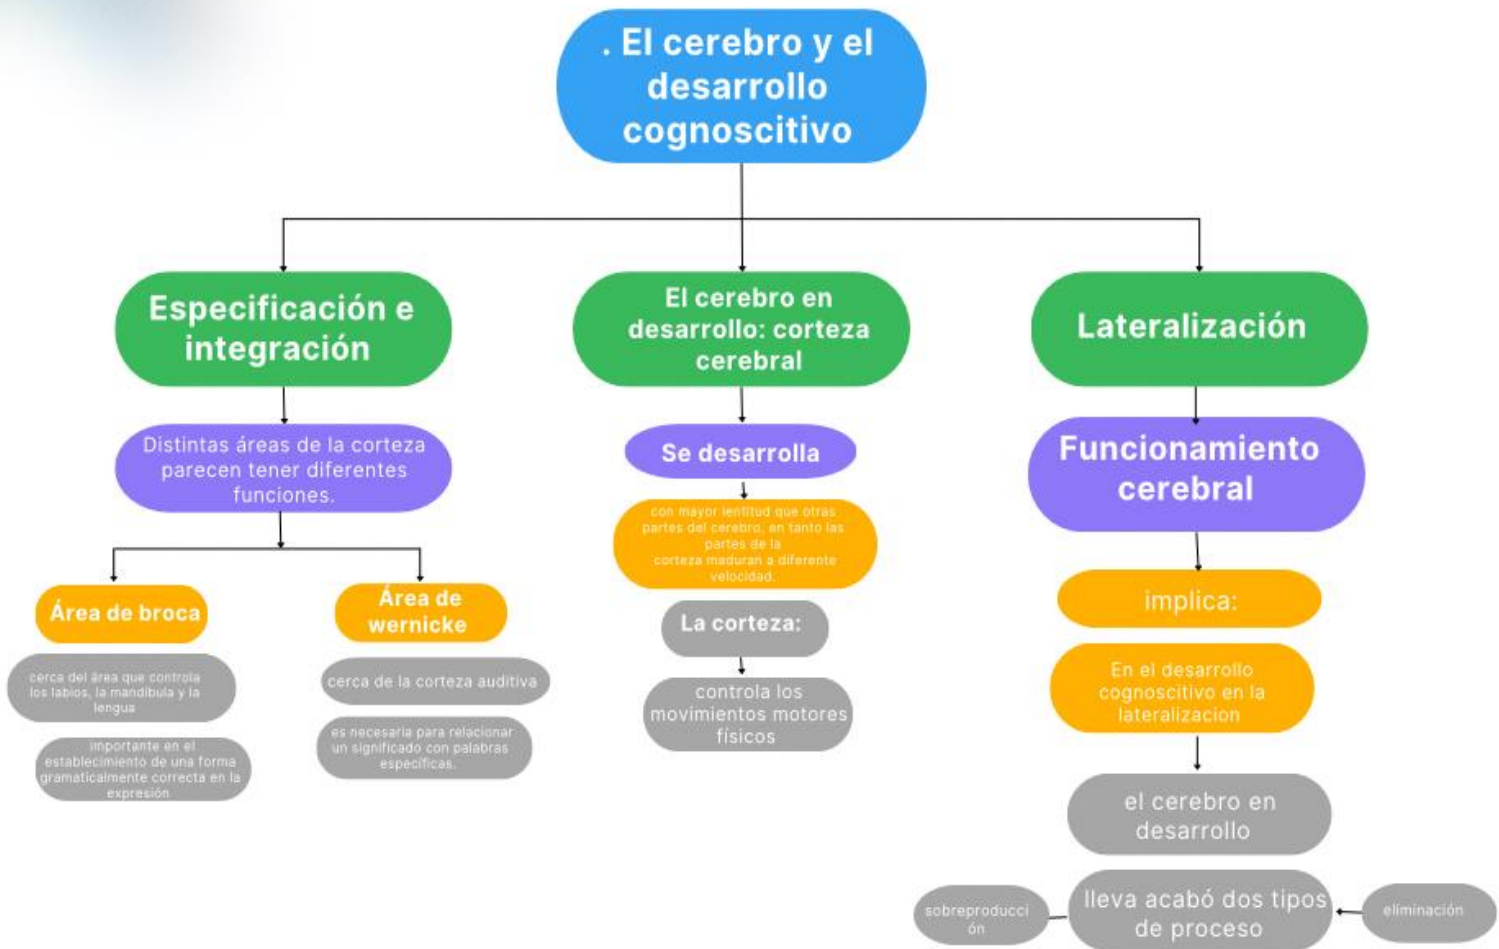 . El cerebro y el
desarrollo
cognoscitivo
Especificación e
integración
Distintas áreas de la corteza
parecen tener diferentes
funciones.
Área de broca
cerca del área que controla
los labios, la mandíbula y la
lengua
importante en el
establecimiento de una forma
gramaticalmente correcta en la
expresión
Área de
wernicke
cerca de la corteza auditiva
es necesaria para relacionar
un significado con palabras
específicas.
El cerebro en
desarrollo: corteza
cerebral
Se desarrolla
con mayor lentitud que otras
partes del cerebro, en tanto las
partes de la
corteza maduran a diferente
velocidad.
La corteza:
controla los
movimientos motores
físicos
Lateralización
Funcionamiento
cerebral
implica:
En el desarrollo
cognoscitivo en la
lateralizacion
el cerebro en
desarrollo
lleva acabó dos tipos
de proceso
sobreproducci
ón
eliminación